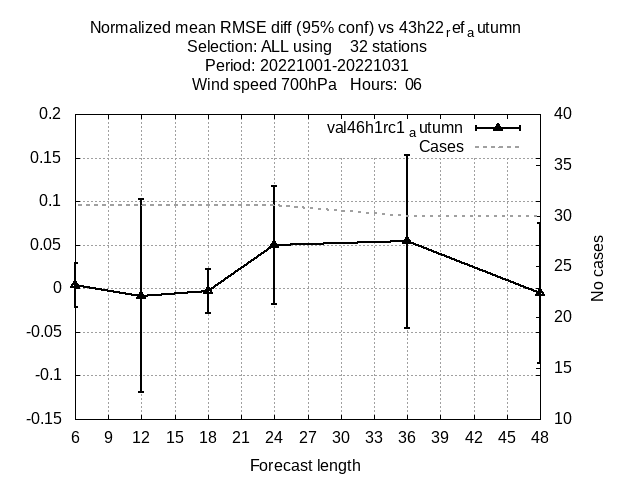 Normalized mean RMSE diff (95% conf) vs 43h22refautumn
Selection: ALL using    32 stations
Period: 20221001-20221031
Wind speed 700hPa   Hours:  06
val46h1rc1autumn
Cases
0.2
0.15
0.1
0.05
0
-0.05
-0.1
-0.15
40
35
30
25
20
15
10
No cases
6 9 12 15 18 21 24 27 30 33 36 39 42 45 48
Forecast length